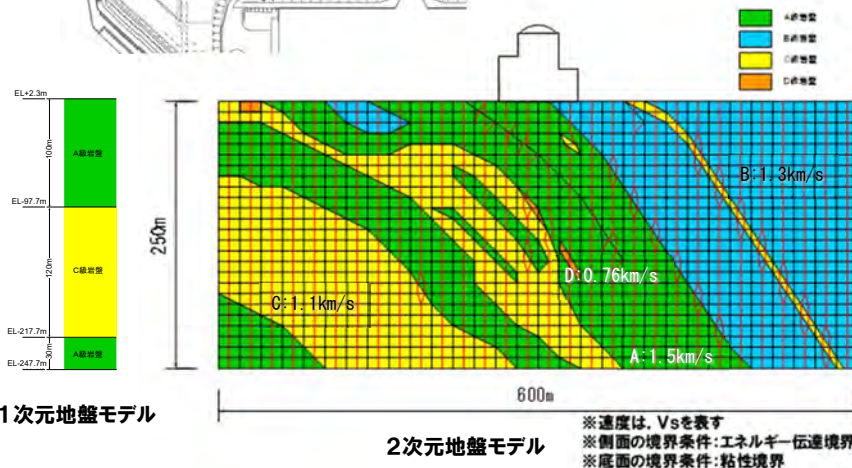 A級岩盤
B級岩盤
C級岩盤
D級岩盤
EL+2.3m
100m
A級岩盤
EL-97.7m
120m
C級岩盤
EL-217.7m
30m
A級岩盤
EL-247.7m
250m
B:1.3km/s
D:0.76km/s
C:1.1km/s
A:1.5km/s
600m
1次元地盤モデル
2次元地盤モデル
※速度は、Vsを表す
※側面の境界条件:エネルギー伝達境界
※底面の境界条件:粘性境界